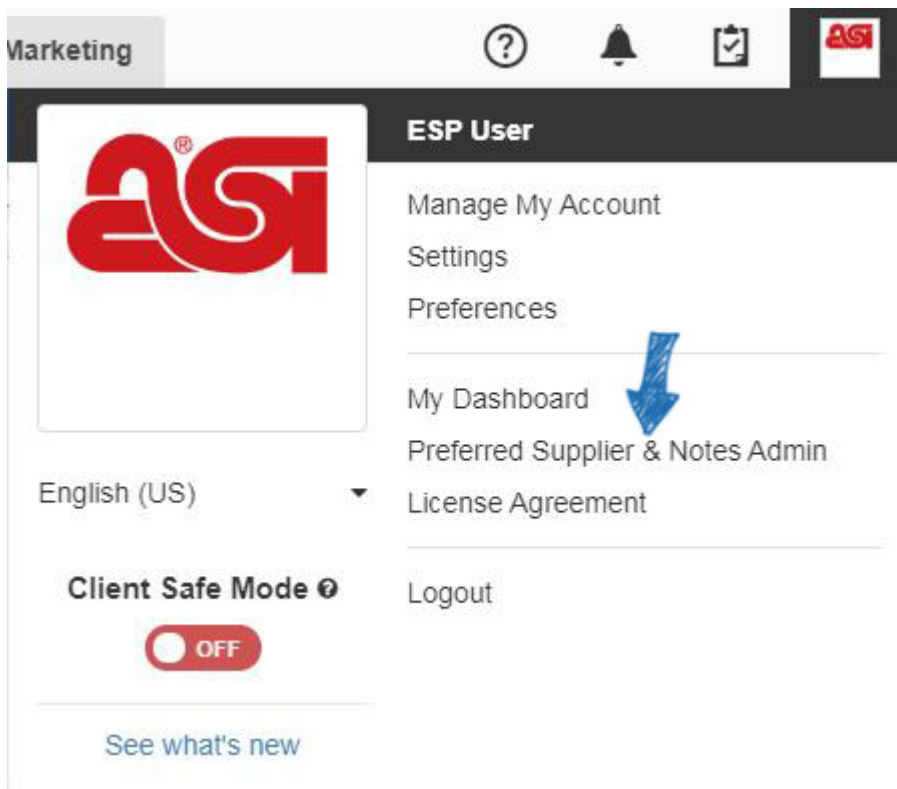 Marketing
asi
ESP User
®
asi
Manage My Account
Settings
Preferences
My Dashboard
Preferred Supplier & Notes Admin
License Agreement
Logout
English (US)
Client Safe Mode
OFF
See what's new